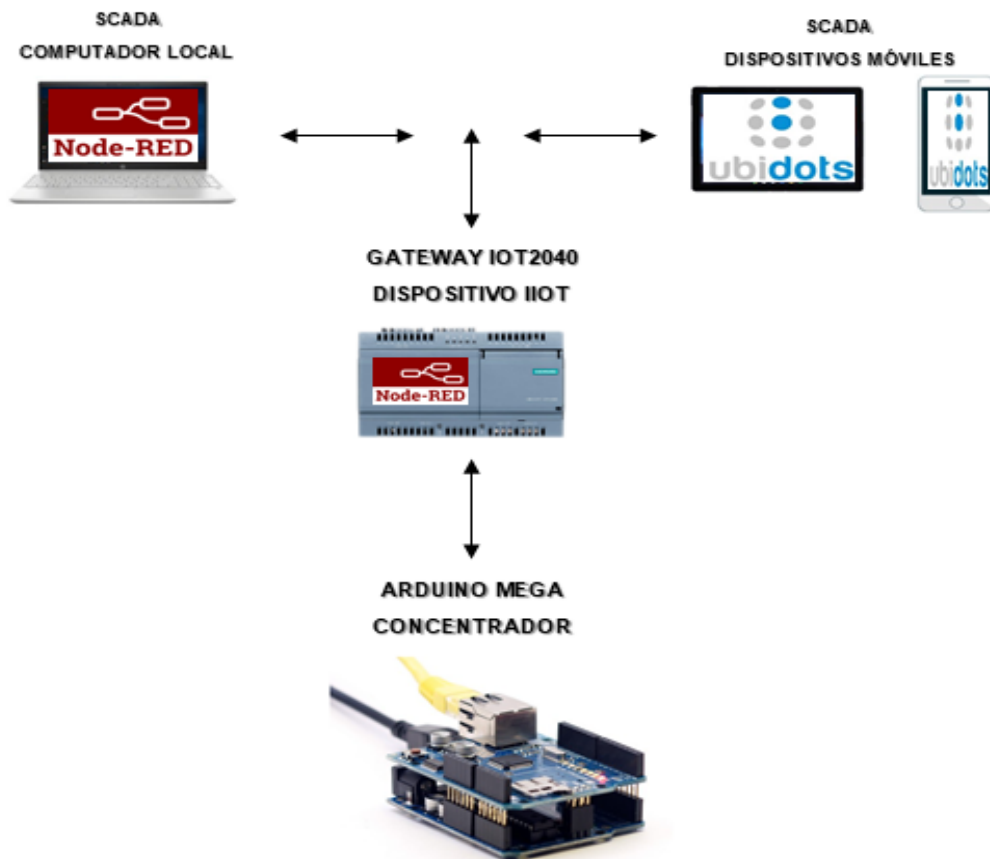 SCADA
COMPUTADOR LOCAL
Node-RED
SCADA
DISPOSITIVOS MÓVILES
ubidots
ubidots
GATEWAY IOT2040
DISPOSITIVO IIOT
Node-RED
ARDUINO MEGA
CONCENTRADOR